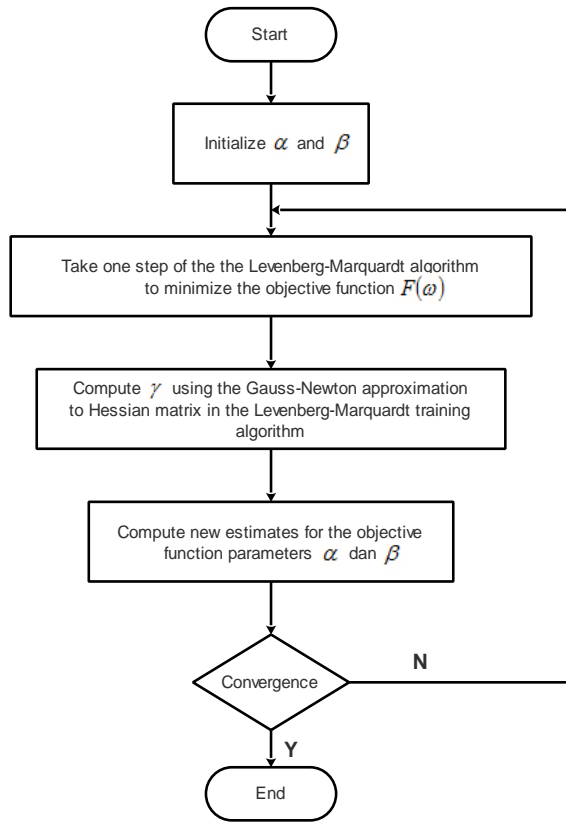 Start
Initialize α and β
Take one step of the the Levenberg-Marquardt algorithm
to minimize the objective function F(ω)
Compute γ using the Gauss-Newton approximation
to Hessian matrix in the Levenberg-Marquardt training
algorithm
Compute new estimates for the objective
function parameters α dan β
Convergence
N
Y
End